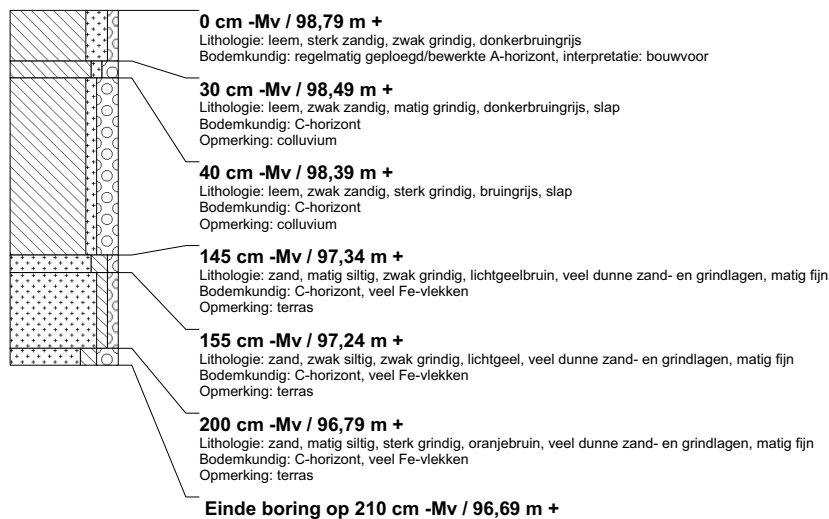 0 cm -Mv / 98,79 m +
Lithologie: leem, sterk zandig, zwak grindig, donkerbruingrijs
Bodemkundig: regelmatig geploegd/bewerkte A-horizont, interpretatie: bouwvoor
30 cm -Mv / 98,49 m +
Lithologie: leem, zwak zandig, matig grindig, donkerbruingrijs, slap
Bodemkundig: C-horizont
Opmerking: colluvium
40 cm -Mv / 98,39 m +
Lithologie: leem, zwak zandig, sterk grindig, bruingrijs, slap
Bodemkundig: C-horizont
Opmerking: colluvium
145 cm -Mv / 97,34 m +
Lithologie: zand, matig siltig, zwak grindig, lichtgeelbruin, veel dunne zand- en grindlagen, matig fijn
Bodemkundig: C-horizont, veel Fe-vlekken
Opmerking: terras
155 cm -Mv / 97,24 m +
Lithologie: zand, zwak siltig, zwak grindig, lichtgeel, veel dunne zand- en grindlagen, matig fijn
Bodemkundig: C-horizont, veel Fe-vlekken
Opmerking: terras
200 cm -Mv / 96,79 m +
Lithologie: zand, matig siltig, sterk grindig, oranjebruin, veel dunne zand- en grindlagen, matig fijn
Bodemkundig: C-horizont, veel Fe-vlekken
Opmerking: terras
Einde boring op 210 cm -Mv / 96,69 m +